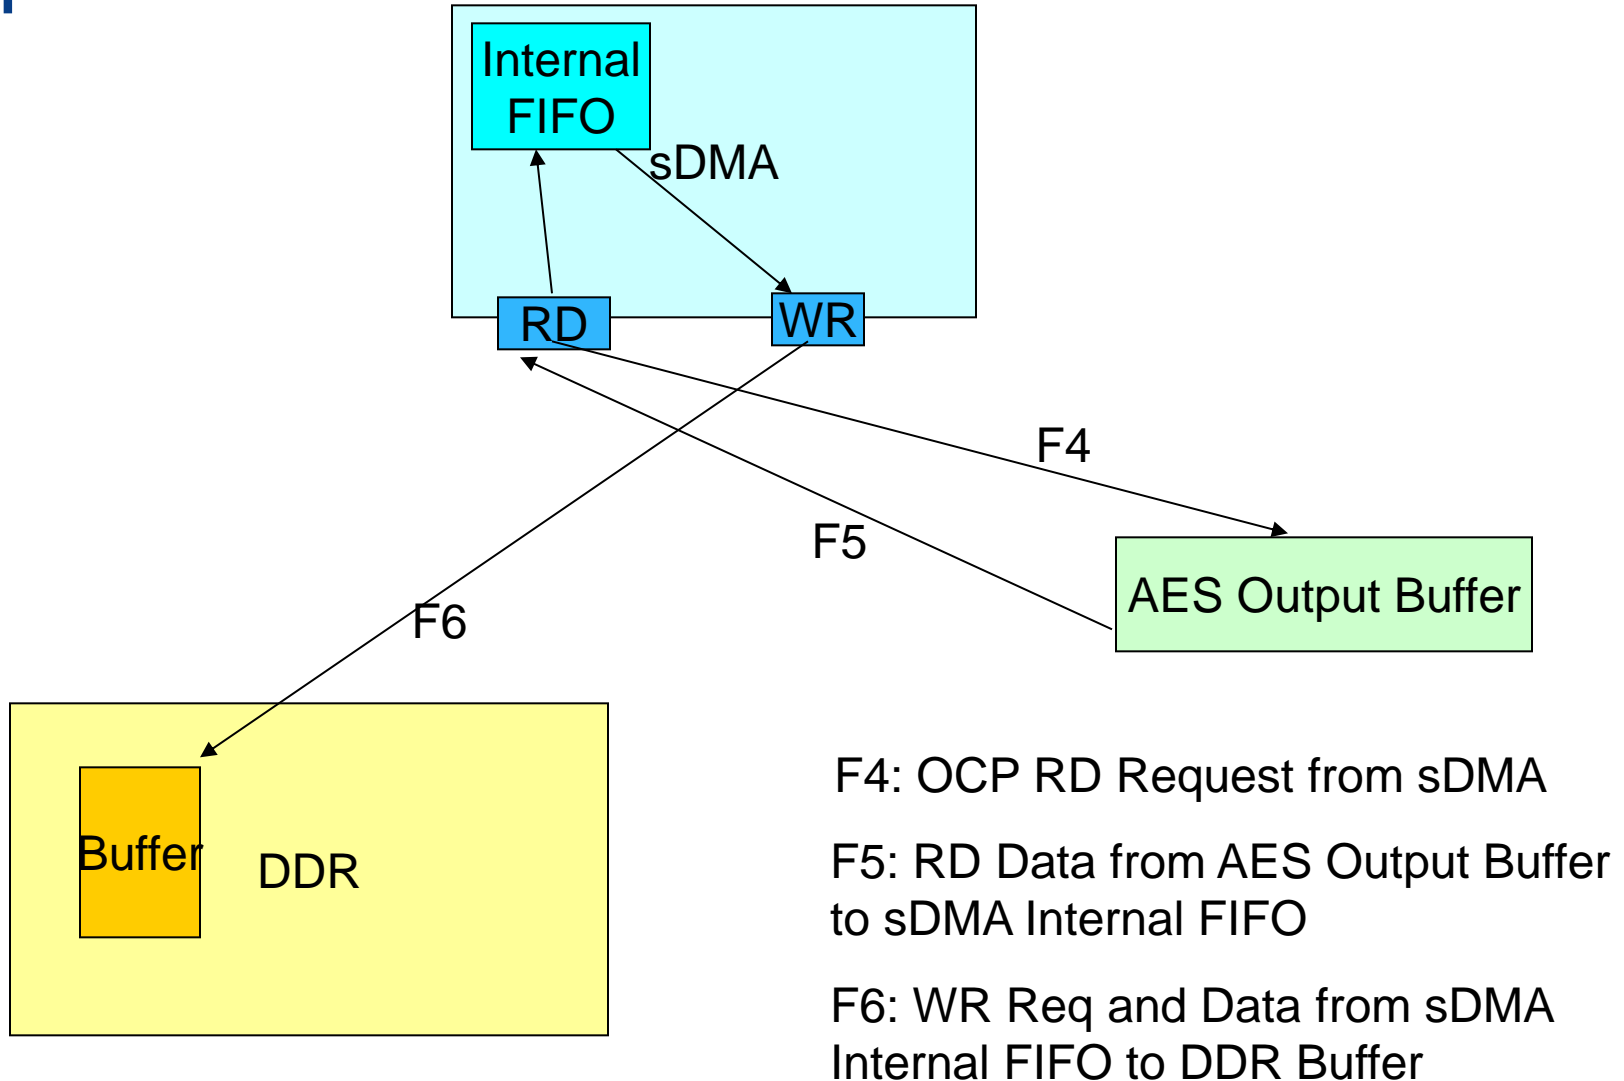 Internal
FIFO
sDMA
RD
WR
F4
F5
AES Output Buffer
F6
Buffer
DDR
F4: OCP RD Request from sDMA
F5: RD Data from AES Output Buffer
to sDMA Internal FIFO
F6: WR Req and Data from sDMA
Internal FIFO to DDR Buffer